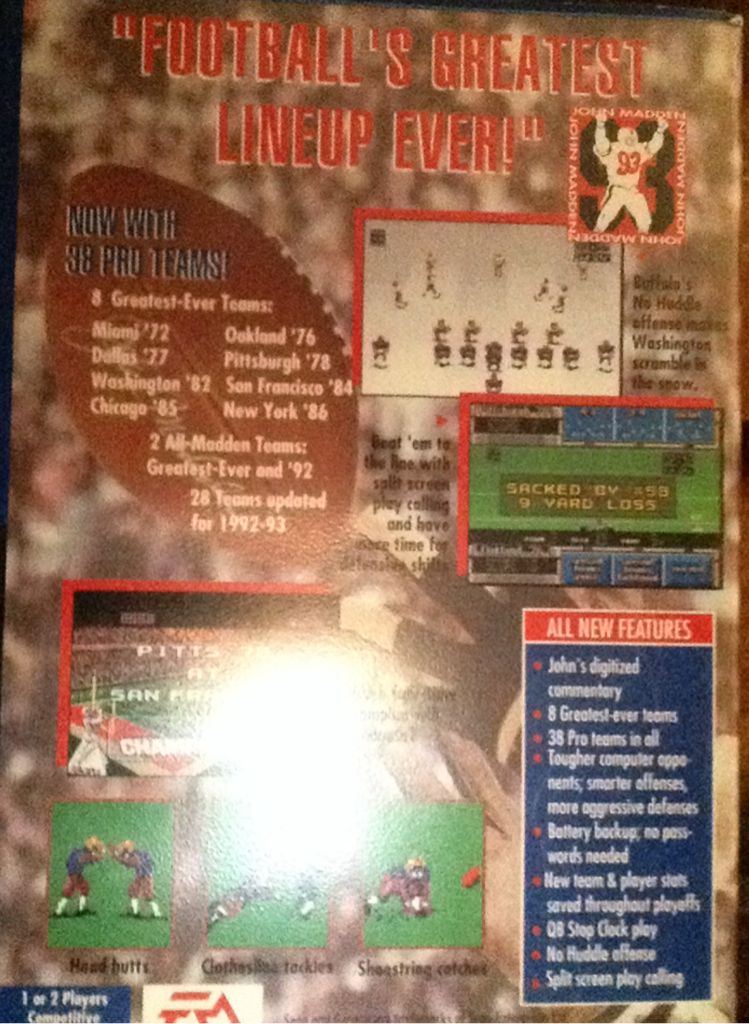 "FOOTBALL'S GREATEST
LINEUP EVER!"
JOHN MADDEN
JOHN MADDEN
JOHN MADDEN
JOHN MADDEN
93
NOW WITH
38 PRO TEAMS!
8 Greatest-Ever Teams:
Miami '72
Dallas '77
Washington '82
Chicago '85
Oakland '76
Pittsburgh '78
San Francisco '84
New York '86
2 All-Madden Teams:
Greatest-Ever and '92
28 Teams updated
for 1992-93
Buffalo's
No Huddle
offense makes
Washington
scramble in
the snow.
Beat 'em to
the line with
split screen
play calling
and have
more time for
defensive shifts
SACKED BY #59
9 YARD LOSS
PITTS
AT
SAN FRA
CHAM
ALL NEW FEATURES
John's digitized
commentary
8 Greatest-ever teams
38 Pro teams in all
Tougher computer oppo-
nents; smarter offenses,
more aggressive defenses
Battery backup; no pass-
words needed
New team & player stats
saved throughout playoffs
QB Stop Clock play
No Huddle offense
Split screen play calling
Head butts
Clothesline tackles
Shoestring catches
1 or 2 Players
Competitive
EA